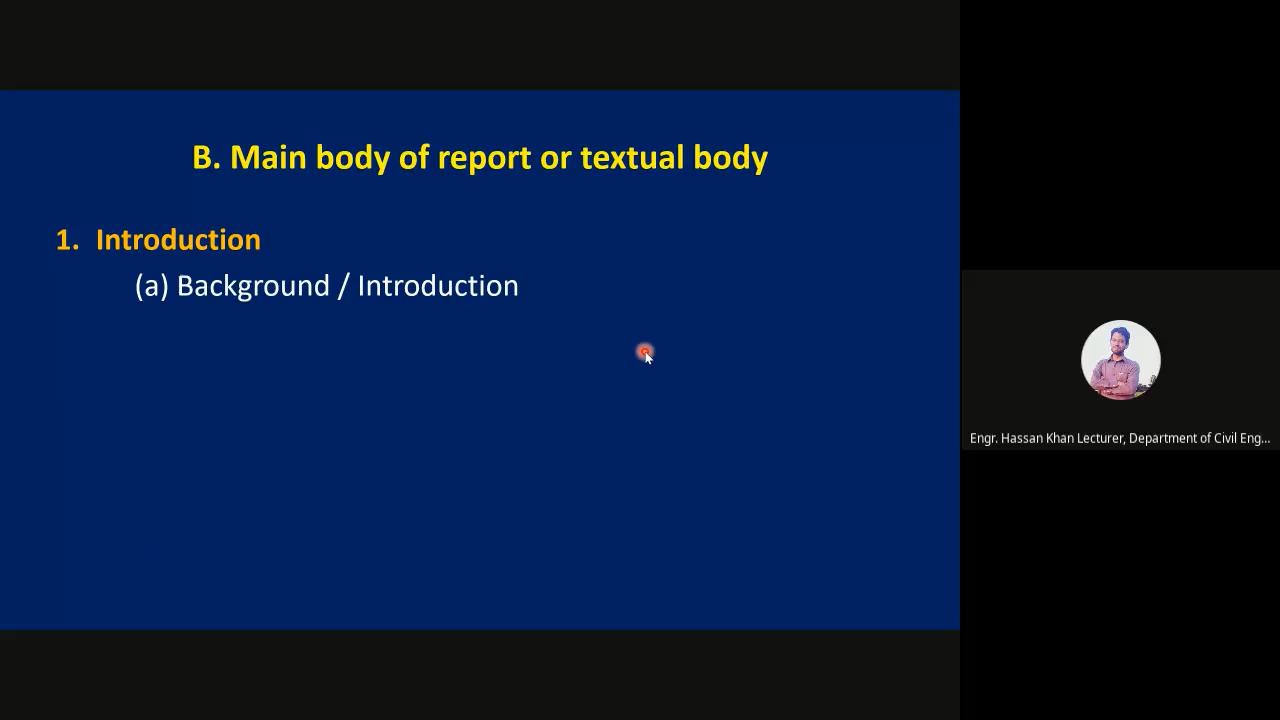 B. Main body of report or textual body
1. Introduction
(a) Background / Introduction
Engr. Hassan Khan Lecturer, Department of Civil Eng...